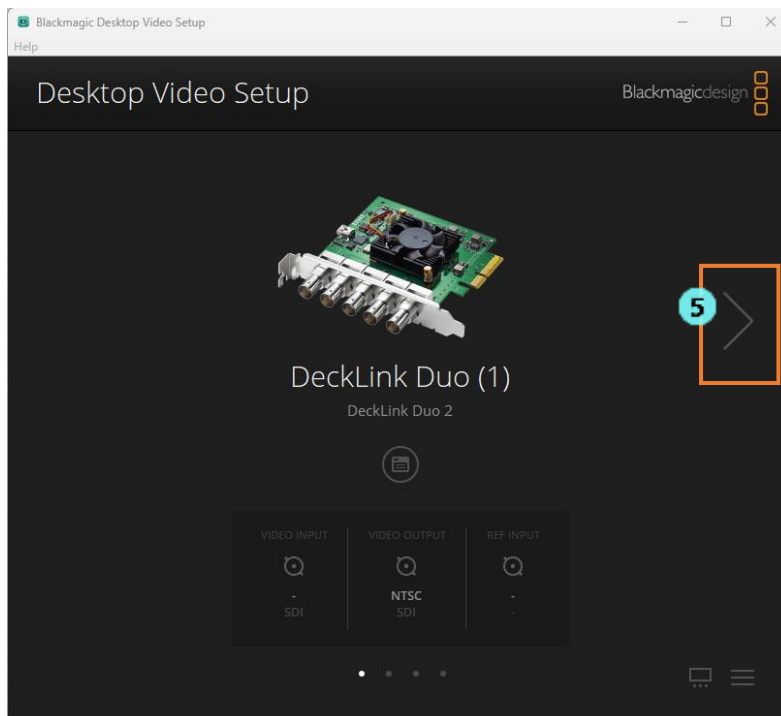 Blackmagic Desktop Video Setup
Help
Desktop Video Setup
Blackmagicdesign
5
DeckLink Duo (1)
DeckLink Duo 2
VIDEO INPUT VIDEO OUTPUT REF INPUT
- NTSC -
SDI SDI -